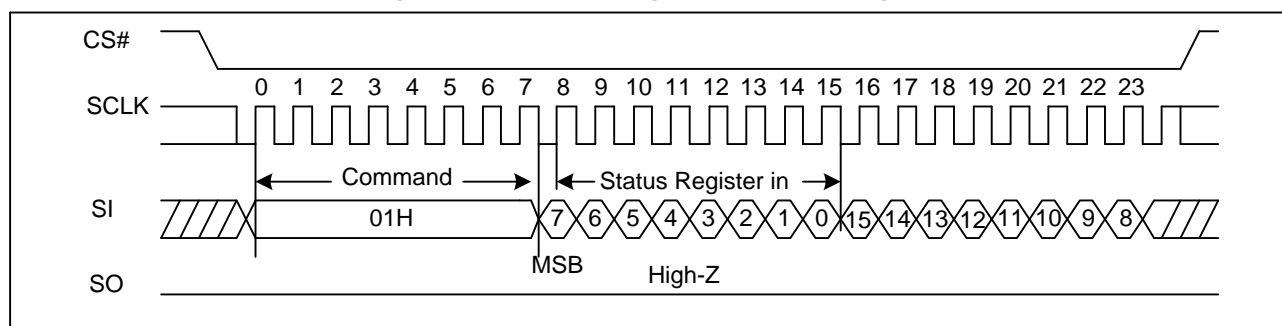 CS#
0 1 2 3 4 5 6 7 8 9 10 11 12 13 14 15 16 17 18 19 20 21 22 23
SCLK
Command Status Register in
SI 01H 7 6 5 4 3 2 1 0 15 14 13 12 11 10 9 8
MSB High-Z
SO